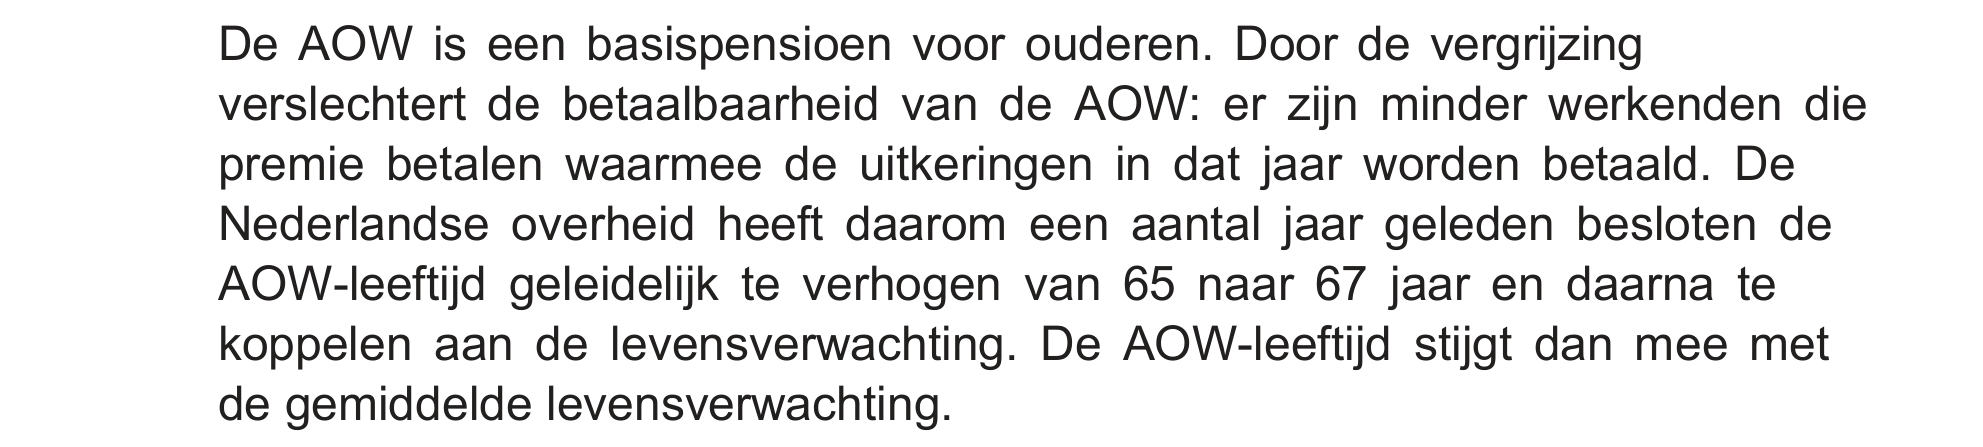 De AOW is een basispensioen voor ouderen. Door de vergrijzing
verslechtert de betaalbaarheid van de AOW: er zijn minder werkenden die
premie betalen waarmee de uitkeringen in dat jaar worden betaald. De
Nederlandse overheid heeft daarom een aantal jaar geleden besloten de
AOW-leeftijd geleidelijk te verhogen van 65 naar 67 jaar en daarna te
koppelen aan de levensverwachting. De AOW-leeftijd stijgt dan mee met
de gemiddelde levensverwachting.